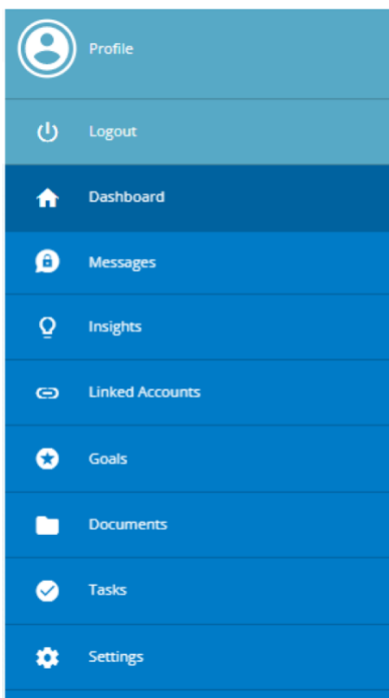 Profile
Logout
Dashboard
Messages
Insights
Linked Accounts
Goals
Documents
Tasks
Settings